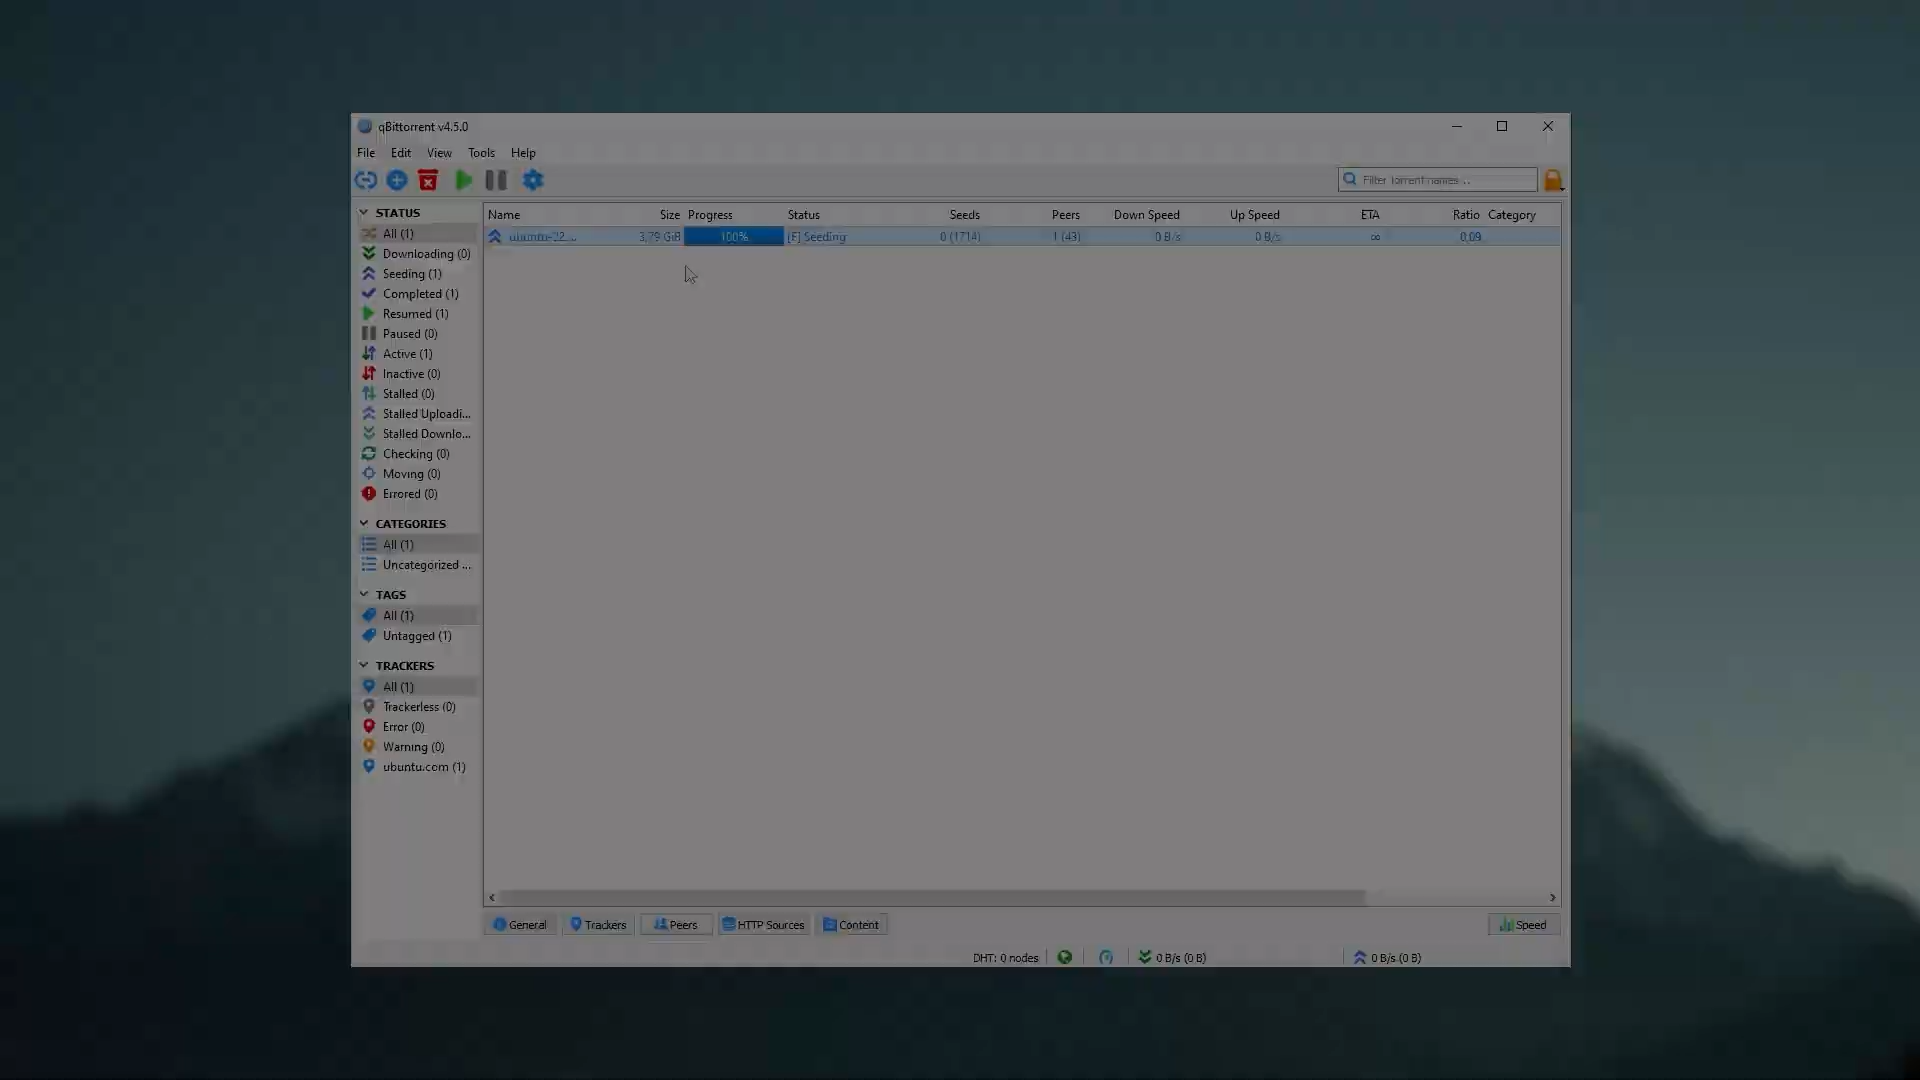 qBittorrent v4.5.0
File Edit View Tools Help
Filter torrent names...
STATUS
All (1)
Downloading (0)
Seeding (1)
Completed (1)
Resumed (1)
Paused (0)
Active (1)
Inactive (0)
Stalled (0)
Stalled Uploadi...
Stalled Downlo...
Checking (0)
Moving (0)
Errored (0)
CATEGORIES
All (1)
Uncategorized ...
TAGS
All (1)
Untagged (1)
TRACKERS
All (1)
Trackerless (0)
Error (0)
Warning (0)
ubuntu.com (1)
Name Size Progress Status Seeds Peers Down Speed Up Speed ETA Ratio Category
ubuntu-22.... 3,79 GiB 100% [F] Seeding 0 (1714) 1 (43) 0 B/s 0 B/s ∞ 0,09
General Trackers Peers HTTP Sources Content Speed
DHT: 0 nodes 0 B/s (0 B) 0 B/s (0 B)